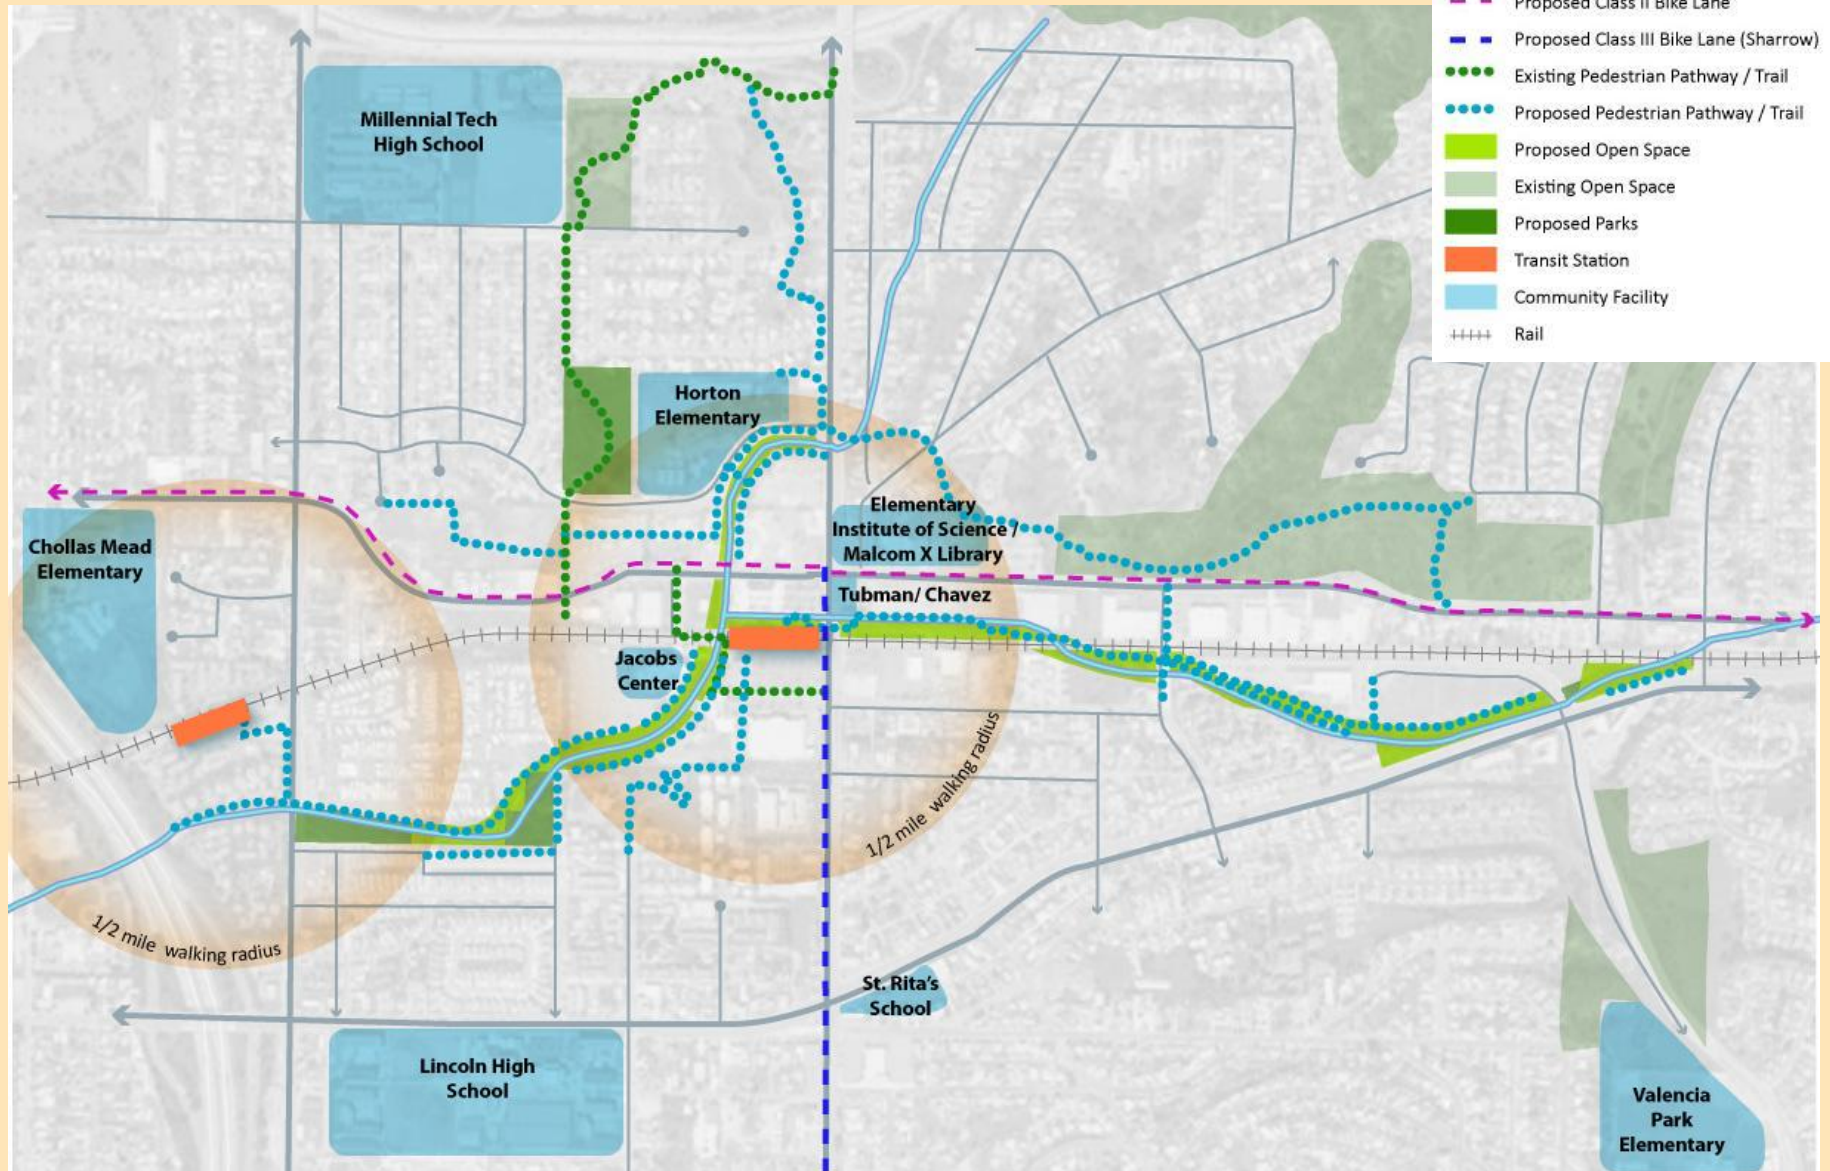 Proposed Class II Bike Lane
Proposed Class III Bike Lane (Sharrow)
Existing Pedestrian Pathway / Trail
Proposed Pedestrian Pathway / Trail
Proposed Open Space
Existing Open Space
Proposed Parks
Transit Station
Community Facility
Rail
Millennial Tech
High School
Horton
Elementary
Elementary
Institute of Science /
Malcom X Library
Chollas Mead
Elementary
Tubman/ Chavez
Jacobs
Center
1/2 mile walking radius
1/2 mile walking radius
St. Rita's
School
Lincoln High
School
Valencia
Park
Elementary